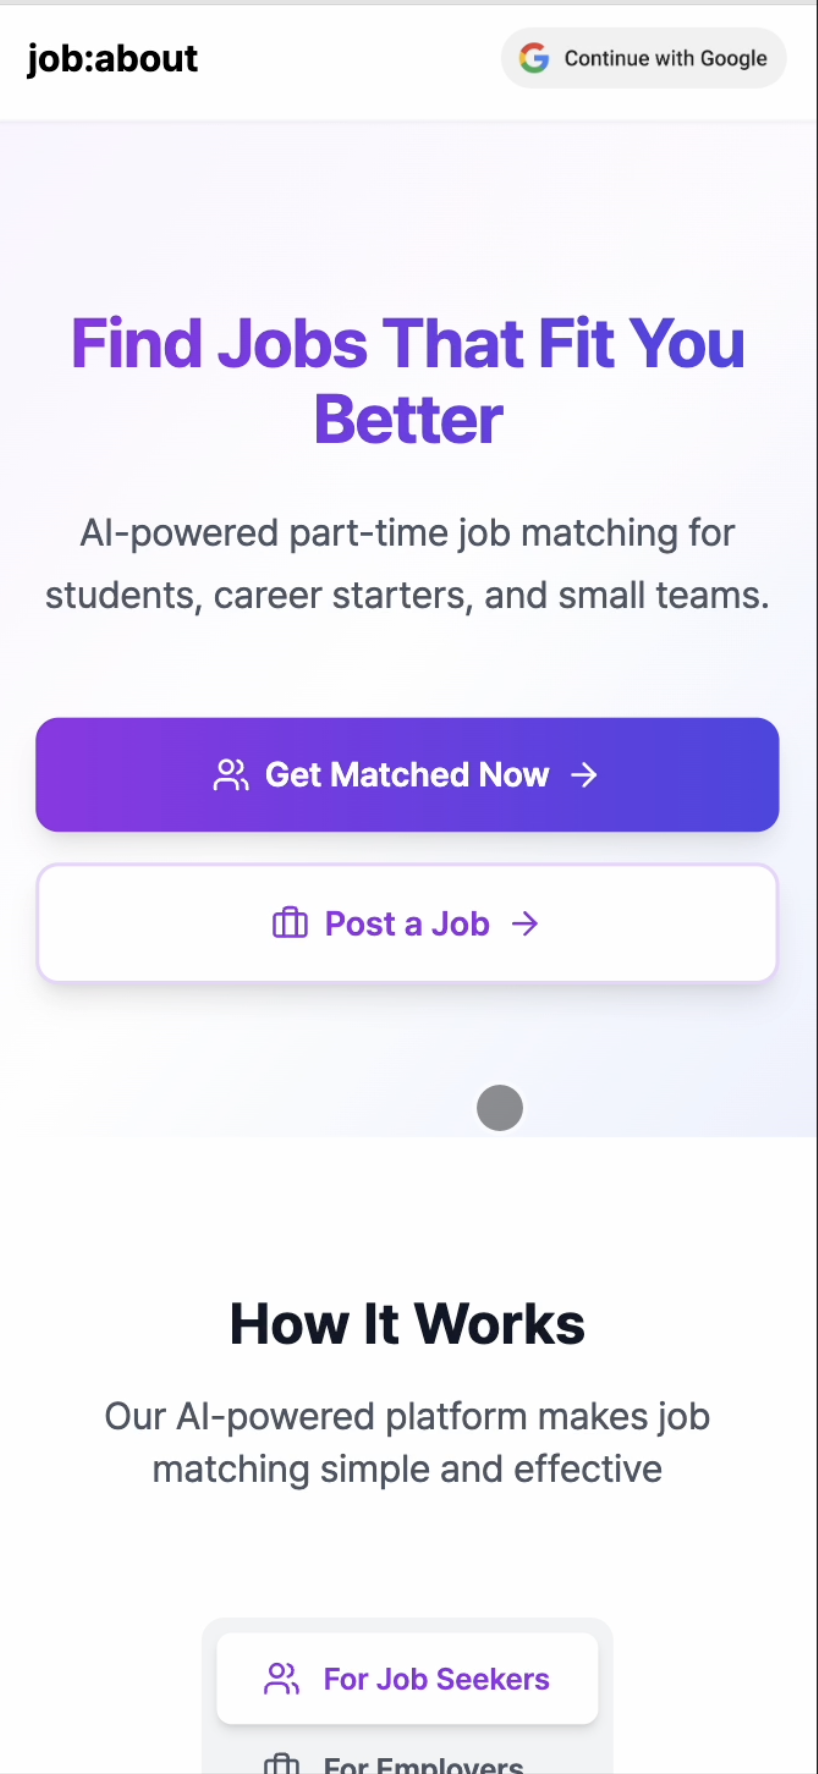 job:about
Continue with Google
Find Jobs That Fit You
Better
AI-powered part-time job matching for
students, career starters, and small teams.
Get Matched Now
Post a Job
How It Works
Our AI-powered platform makes job
matching simple and effective
For Job Seekers
For Employers